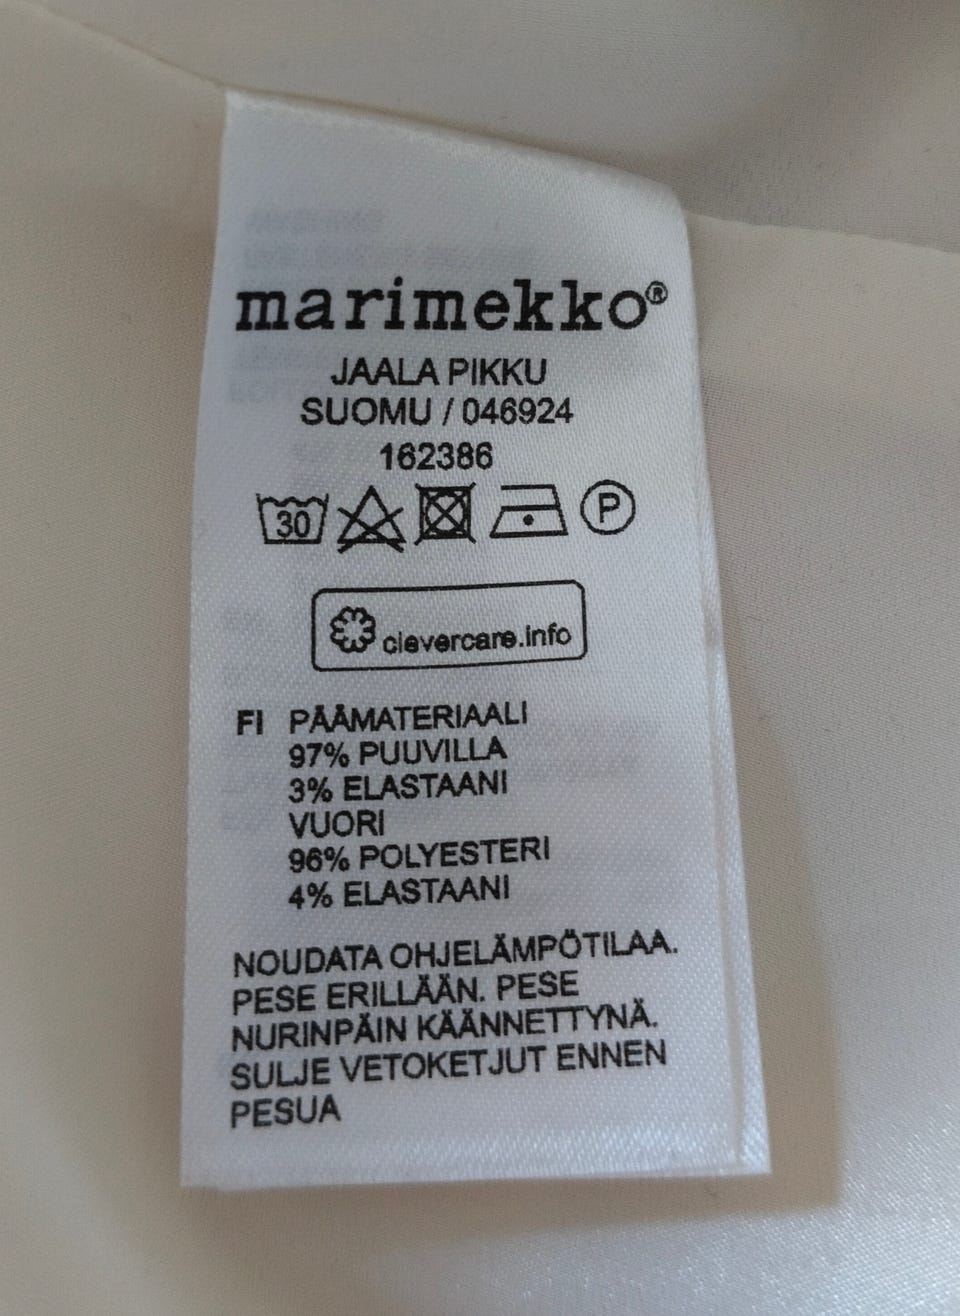 marimekko®
JAALA PIKKU
SUOMU / 046924
162386
30 P
clevercare.info
FI PÄÄMATERIAALI
97% PUUVILLA
3% ELASTAANI
VUORI
96% POLYESTERI
4% ELASTAANI
NOUDATA OHJELÄMPÖTILAA.
PESE ERILLÄÄN. PESE
NURINPÄIN KÄÄNNETTYNÄ.
SULJE VETOKETJUT ENNEN
PESUA